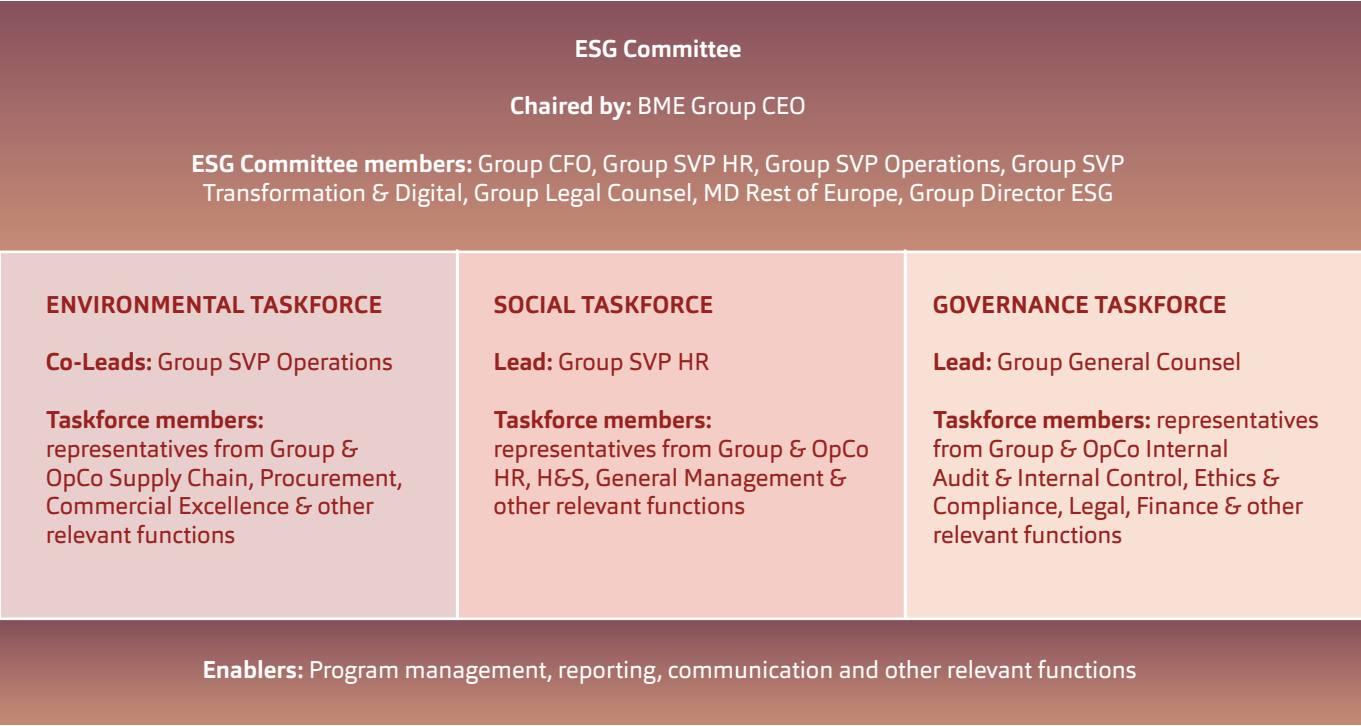 ESG Committee
Chaired by: BME Group CEO
ESG Committee members: Group CFO, Group SVP HR, Group SVP Operations, Group SVP
Transformation & Digital, Group Legal Counsel, MD Rest of Europe, Group Director ESG
ENVIRONMENTAL TASKFORCE
Co-Leads: Group SVP Operations
Taskforce members:
representatives from Group &
OpCo Supply Chain, Procurement,
Commercial Excellence & other
relevant functions
SOCIAL TASKFORCE
Lead: Group SVP HR
Taskforce members:
representatives from Group & OpCo
HR, H&S, General Management &
other relevant functions
GOVERNANCE TASKFORCE
Lead: Group General Counsel
Taskforce members: representatives
from Group & OpCo Internal
Audit & Internal Control, Ethics &
Compliance, Legal, Finance & other
relevant functions
Enablers: Program management, reporting, communication and other relevant functions